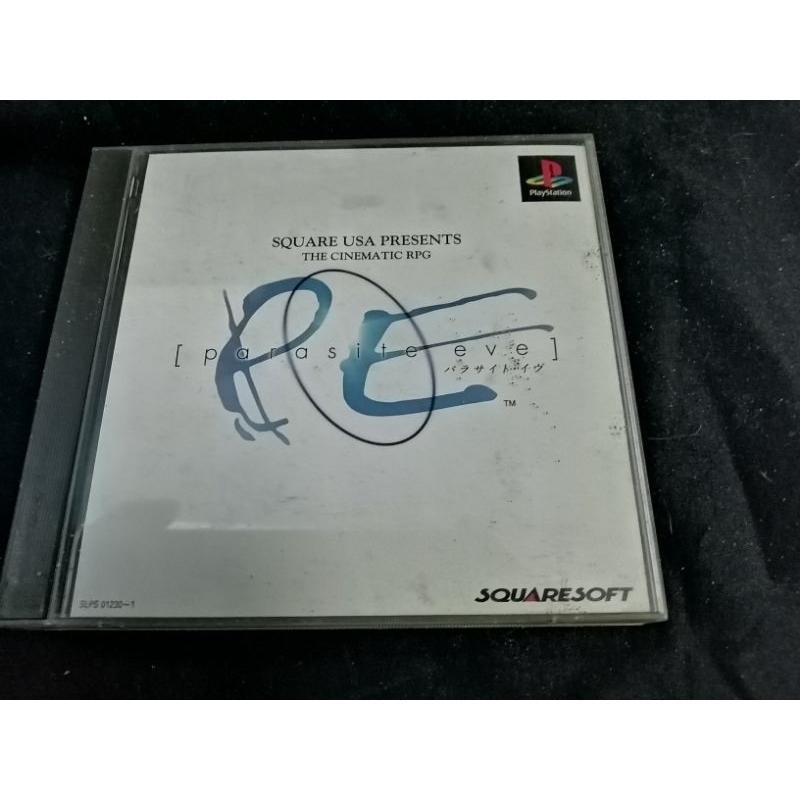 PlayStation
SQUARE USA PRESENTS
THE CINEMATIC RPG
PE
[ parasite eve ]
パラサイト・イヴ
TM
SLPS 01230~1
SQUARESOFT